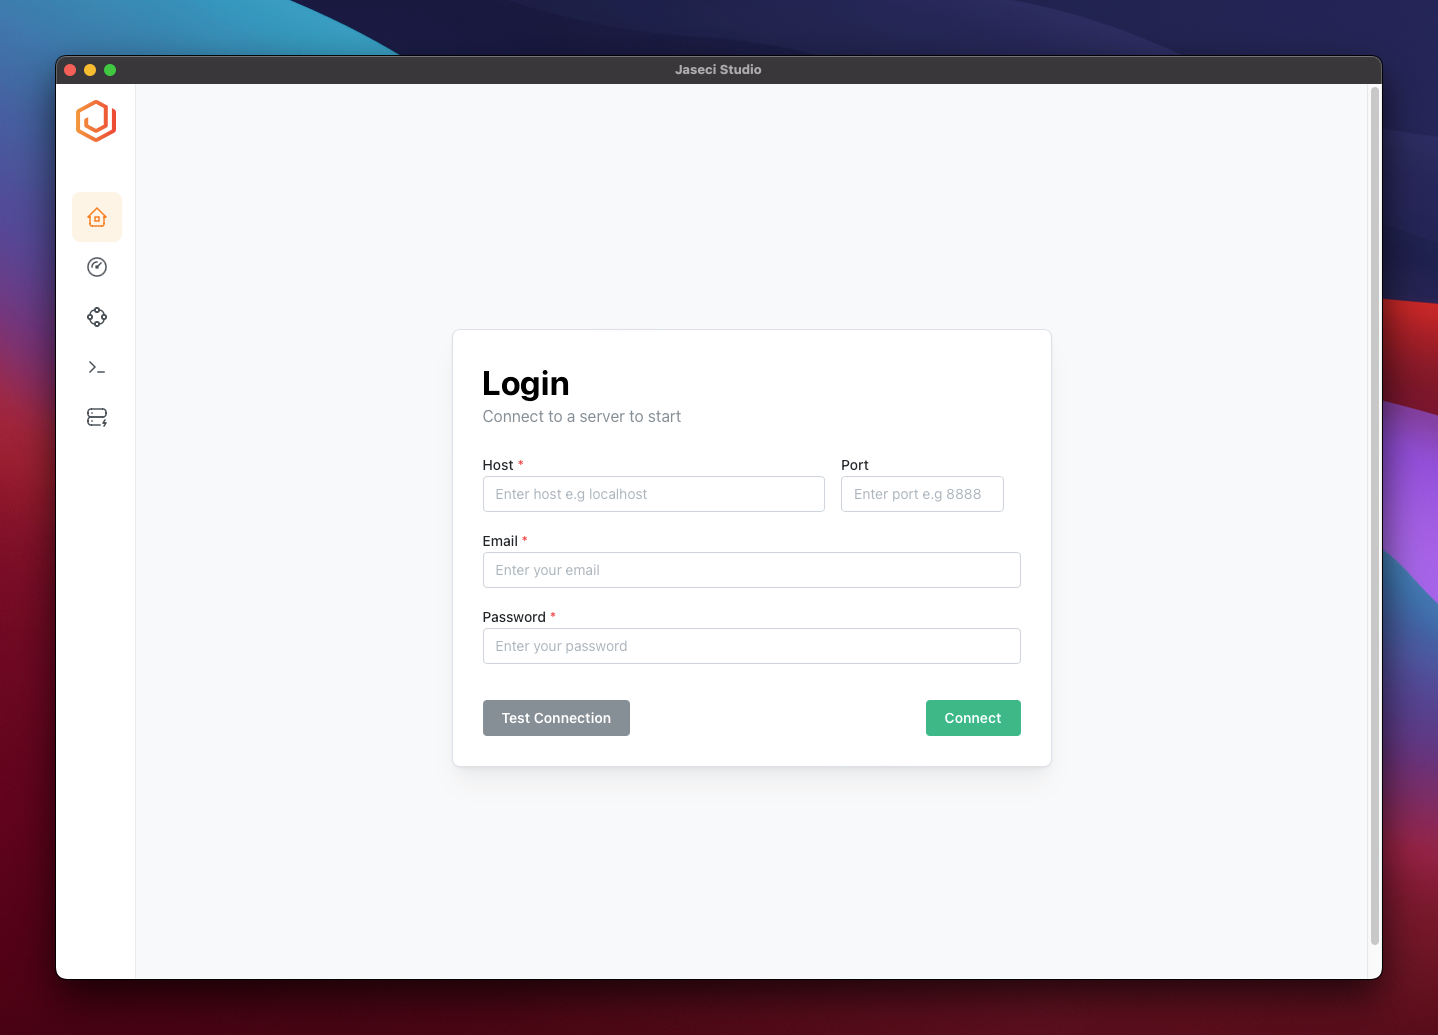 Jaseci Studio
Login
Connect to a server to start
Host *
Port
Enter host e.g localhost
Enter port e.g 8888
Email *
Enter your email
Password *
Enter your password
Test Connection
Connect